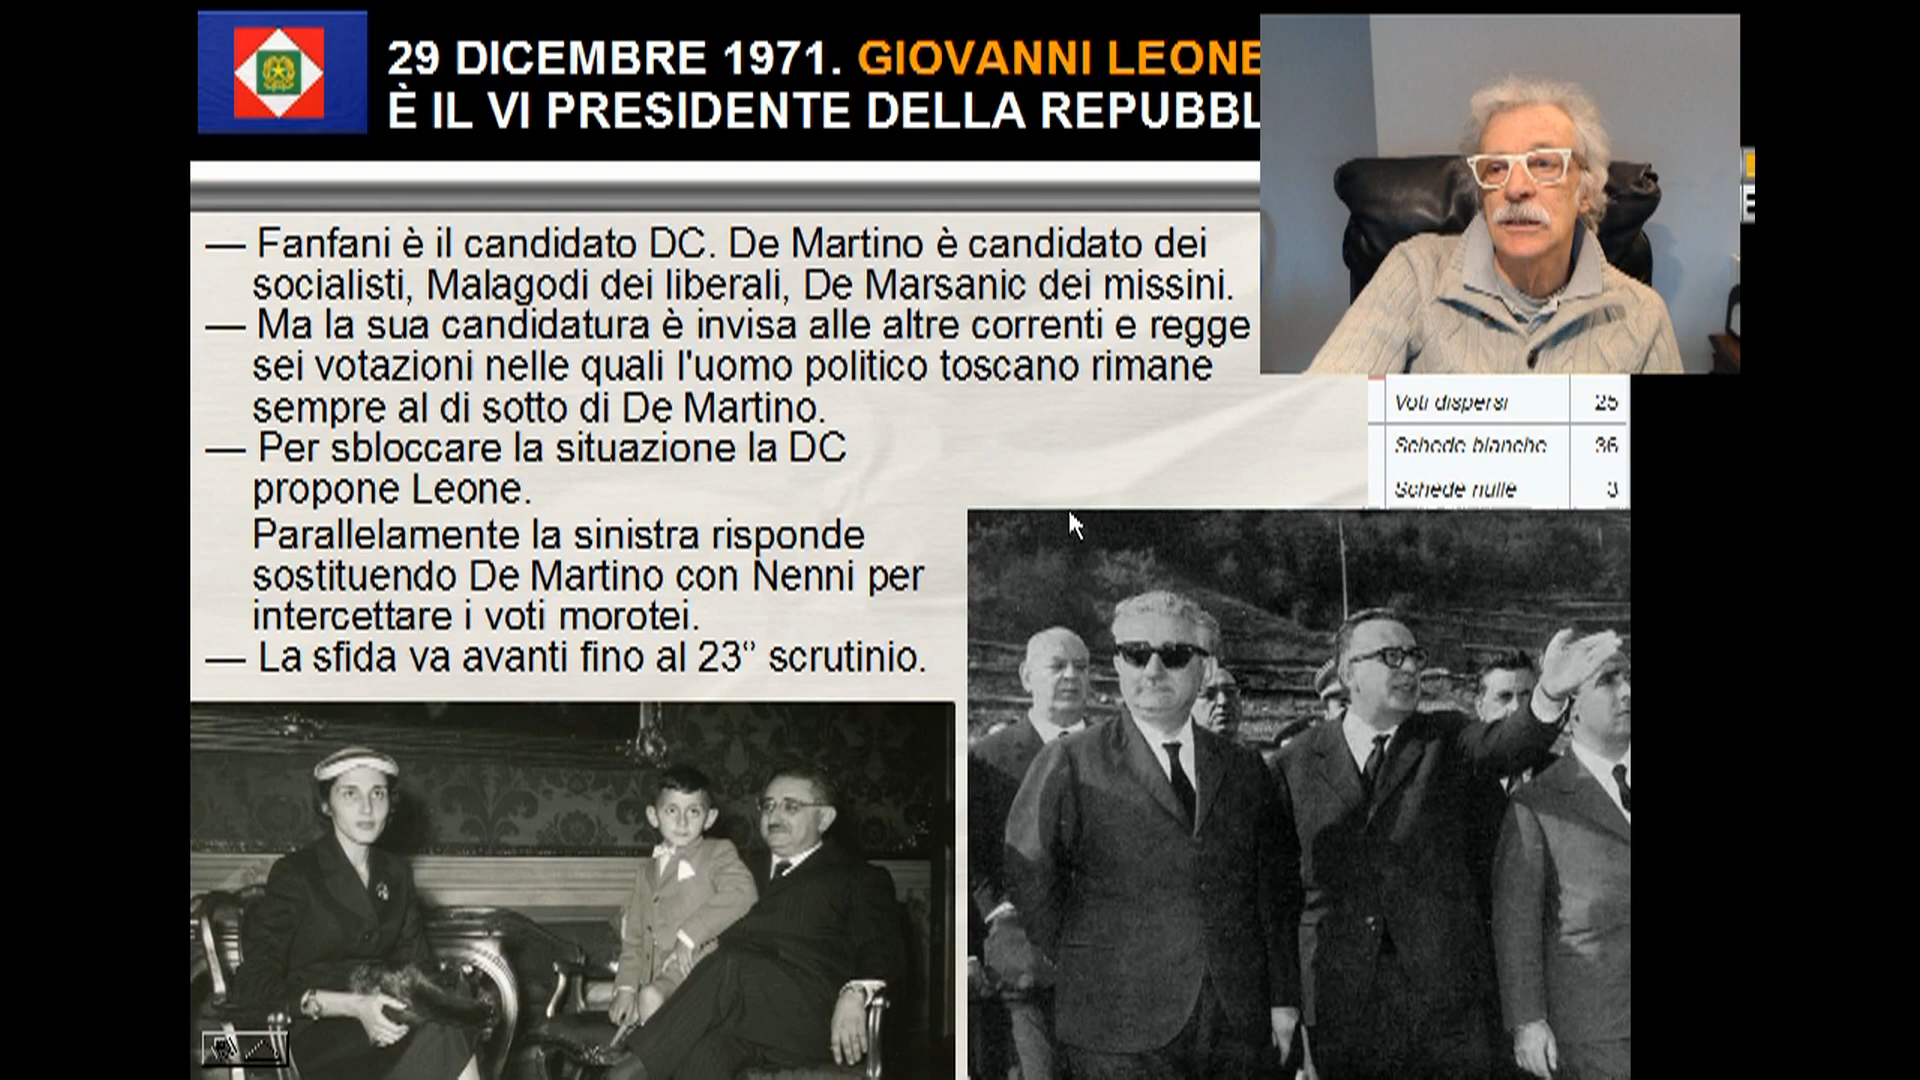 29 DICEMBRE 1971. GIOVANNI LEONE
È IL VI PRESIDENTE DELLA REPUBBL
— Fanfani è il candidato DC. De Martino è candidato dei
socialisti, Malagodi dei liberali, De Marsanic dei missini.
— Ma la sua candidatura è invisa alle altre correnti e regge
sei votazioni nelle quali l'uomo politico toscano rimane
sempre al di sotto di De Martino.
— Per sbloccare la situazione la DC
propone Leone.
Parallelamente la sinistra risponde
sostituendo De Martino con Nenni per
intercettare i voti morotei.
— La sfida va avanti fino al 23° scrutinio.
Voti dispersi 25
Schede bianche 36
Schede nulle 3